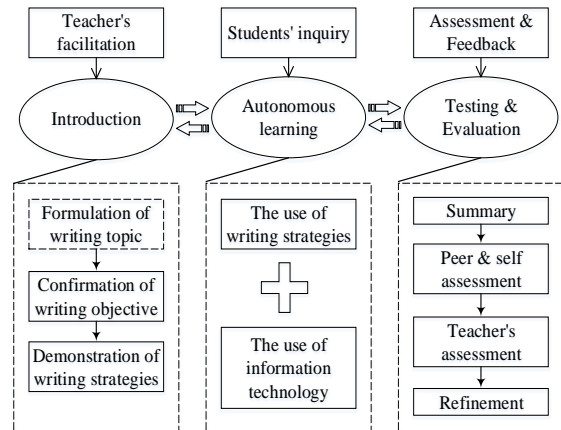 Teacher's
facilitation
Students' inquiry
Assessment &
Feedback
Introduction
Autonomous
learning
Testing &
Evaluation
Formulation of
writing topic
Confirmation of
writing objective
Demonstration of
writing strategies
The use of
writing strategies
The use of
information
technology
Summary
Peer & self
assessment
Teacher's
assessment
Refinement